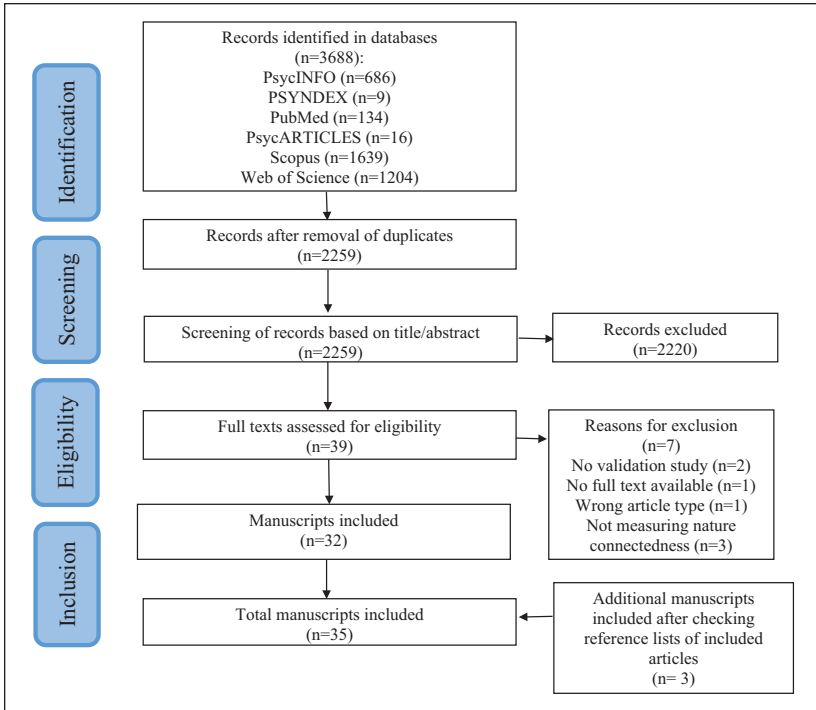 Identification
Records identified in databases
(n=3688):
PsycINFO (n=686)
PSYNDEX (n=9)
PubMed (n=134)
PsycARTICLES (n=16)
Scopus (n=1639)
Web of Science (n=1204)
Records after removal of duplicates
(n=2259)
Screening
Screening of records based on title/abstract
(n=2259)
Records excluded
(n=2220)
Eligibility
Full texts assessed for eligibility
(n=39)
Reasons for exclusion
(n=7)
No validation study (n=2)
No full text available (n=1)
Wrong article type (n=1)
Not measuring nature
connectedness (n=3)
Manuscripts included
(n=32)
Inclusion
Total manuscripts included
(n=35)
Additional manuscripts
included after checking
reference lists of included
articles
(n= 3)